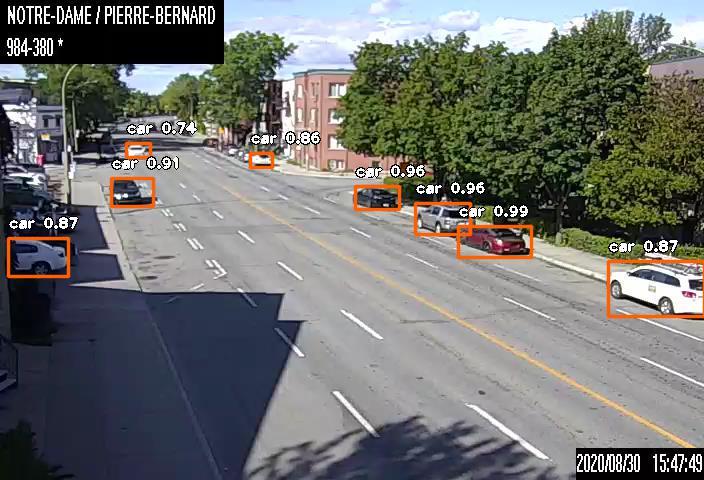 NOTRE-DAME / PIERRE-BERNARD
984-380 *
car 0.74
car 0.86
car 0.91
car 0.96
car 0.96
car 0.99
car 0.87
car 0.87
2020/08/30 15:47:49